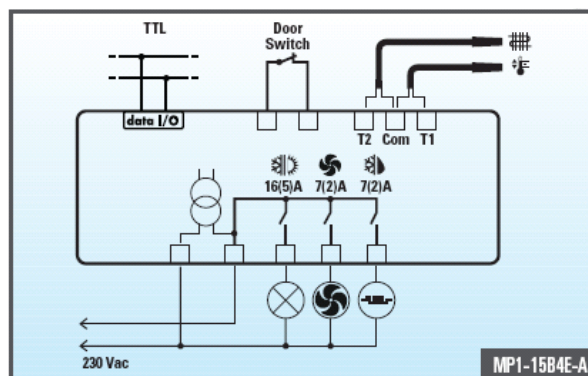 TTL
Door
Switch
data I/O
T2 Com T1
16(5)A 7(2)A 7(2)A
230 Vac
MP1-15B4E-A